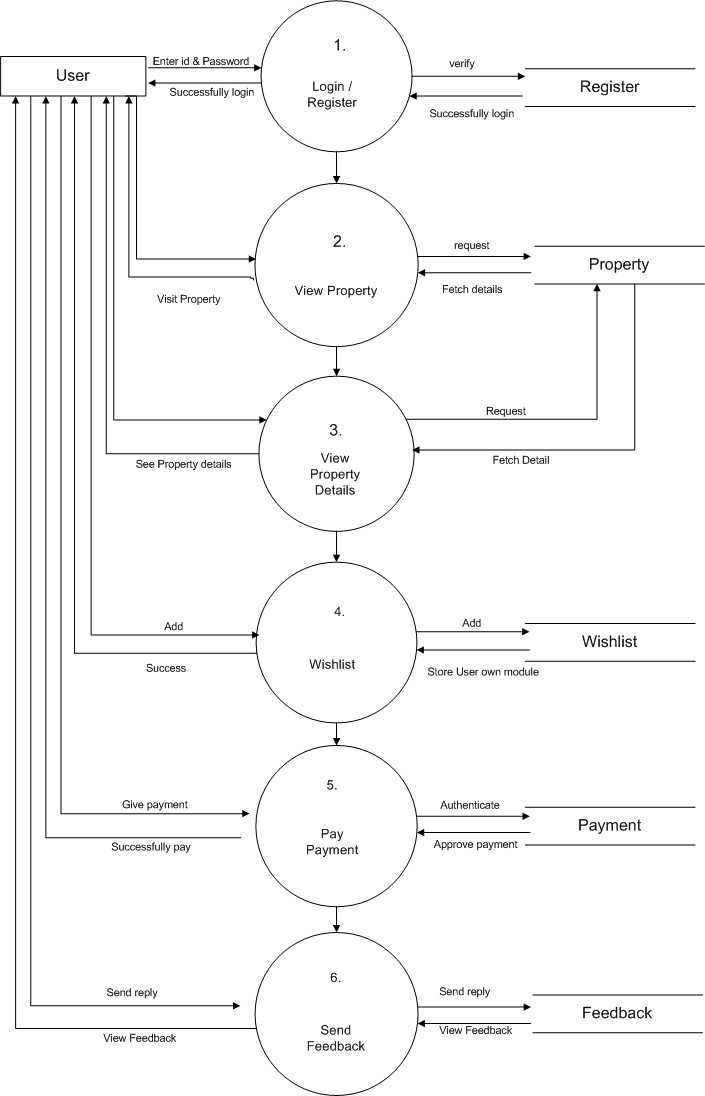 1.
Enter id & Password
verify
User
Login /
Register
Register
Successfully login
Successfully login
2.
request
Property
View Property
Visit Property
Fetch details
3.
Request
View
Property
Details
See Property details
Fetch Detail
4.
Add
Add
Wishlist
Wishlist
Success
Store User own module
5.
Give payment
Authenticate
Payment
Pay
Payment
Successfully pay
Approve payment
6.
Send reply
Send reply
Feedback
Send
Feedback
View Feedback
View Feedback